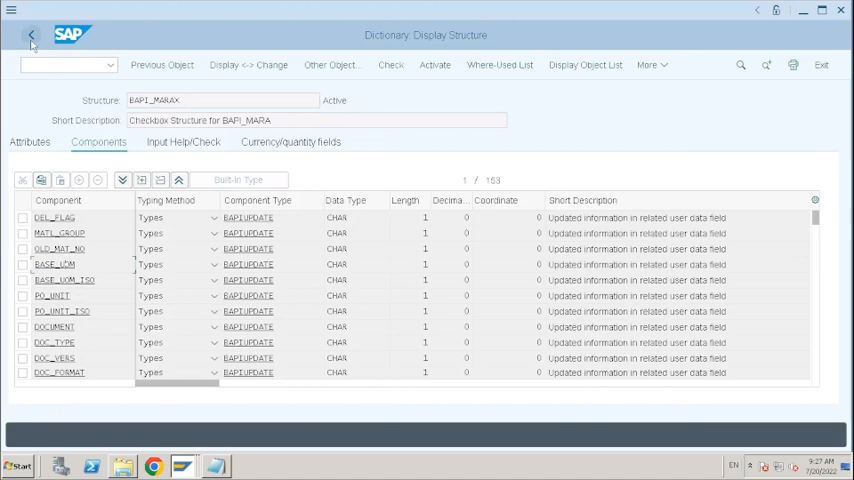 SAP
Dictionary: Display Structure
Previous Object Display <-> Change Other Object... Check Activate Where-Used List Display Object List More Exit
Structure: BAPI_MARAX Active
Short Description: Checkbox Structure for BAPI_MARA
Attributes Components Input Help/Check Currency/quantity fields
Built-In Type 1 / 153
Component Typing Method Component Type Data Type Length Decima... Coordinate Short Description
DEL_FLAG Types BAPIUPDATE CHAR 1 0 0 Updated information in related user data field
MATL_GROUP Types BAPIUPDATE CHAR 1 0 0 Updated information in related user data field
OLD_MAT_NO Types BAPIUPDATE CHAR 1 0 0 Updated information in related user data field
BASE_UOM Types BAPIUPDATE CHAR 1 0 0 Updated information in related user data field
BASE_UOM_ISO Types BAPIUPDATE CHAR 1 0 0 Updated information in related user data field
PO_UNIT Types BAPIUPDATE CHAR 1 0 0 Updated information in related user data field
PO_UNIT_ISO Types BAPIUPDATE CHAR 1 0 0 Updated information in related user data field
DOCUMENT Types BAPIUPDATE CHAR 1 0 0 Updated information in related user data field
DOC_TYPE Types BAPIUPDATE CHAR 1 0 0 Updated information in related user data field
DOC_VERS Types BAPIUPDATE CHAR 1 0 0 Updated information in related user data field
DOC_FORMAT Types BAPIUPDATE CHAR 1 0 0 Updated information in related user data field
Start EN 9:27 AM
7/20/2022